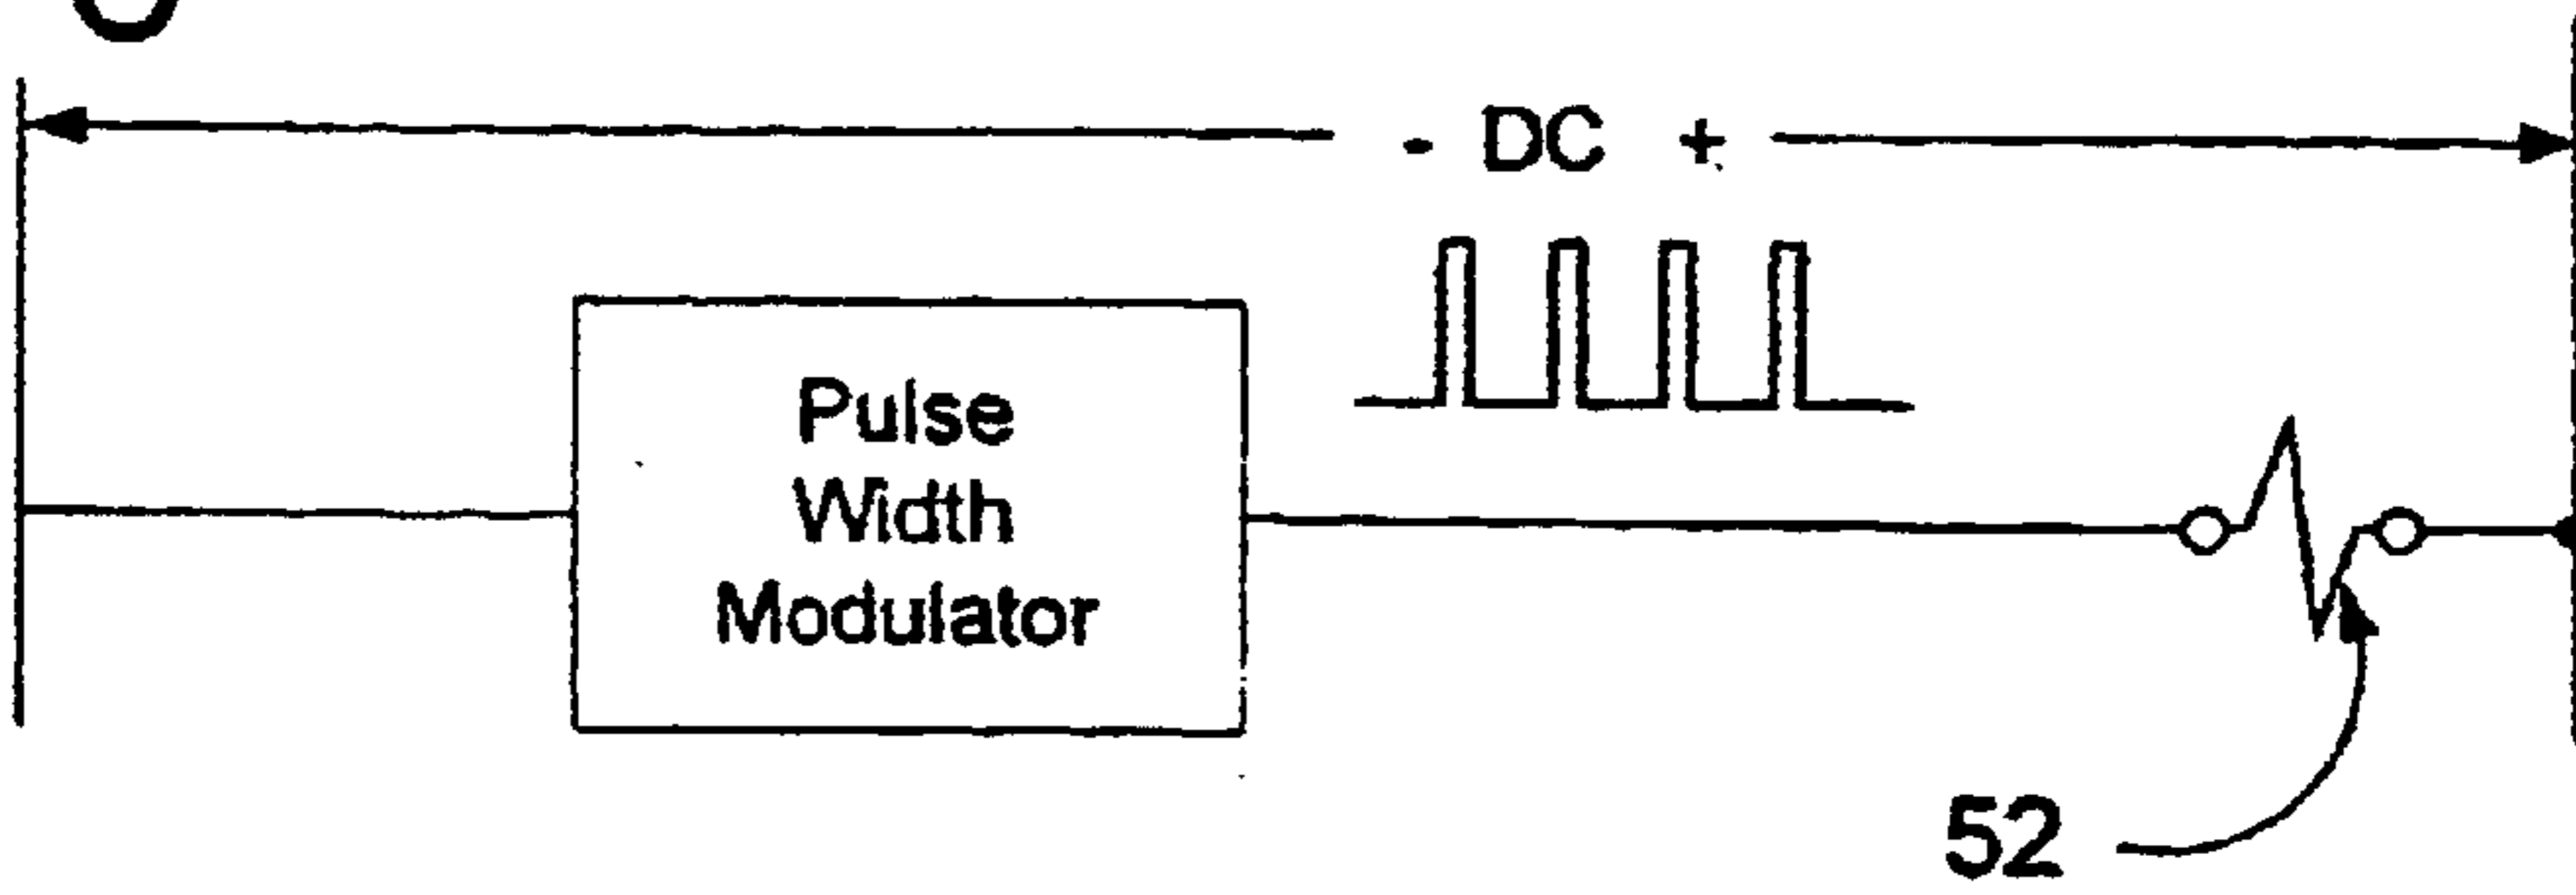 - DC +
Pulse
Width
Modulator
52